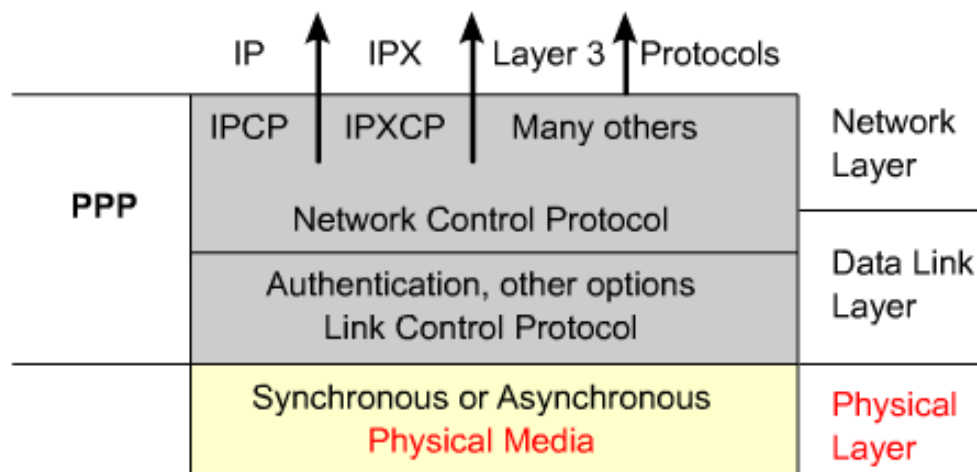 IP IPX Layer 3 Protocols
IPCP IPXCP Many others
Network
Layer
PPP
Network Control Protocol
Authentication, other options
Link Control Protocol
Data Link
Layer
Synchronous or Asynchronous
Physical Media
Physical
Layer